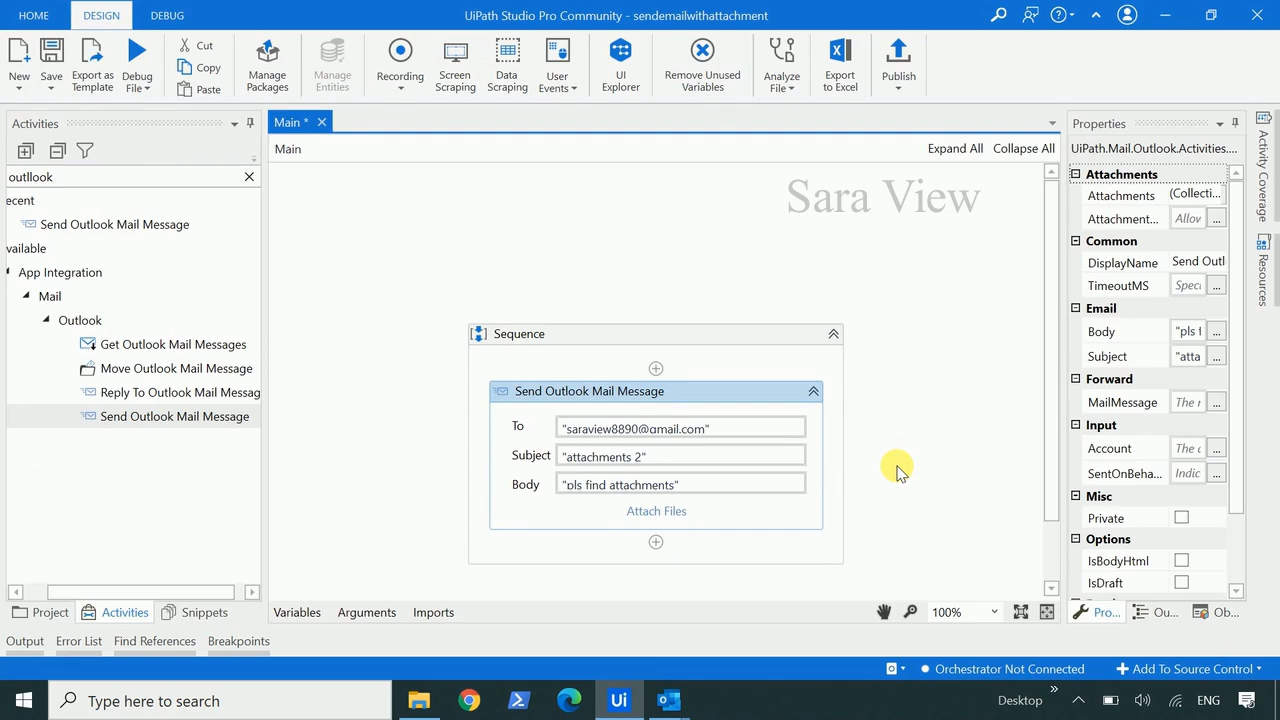 HOME
DESIGN
DEBUG
UiPath Studio Pro Community - sendemailwithattachment
New
Save
Export as Template
Debug File
Cut
Copy
Paste
Manage Packages
Manage Entities
Recording
Screen Scraping
Data Scraping
User Events
UI Explorer
Remove Unused Variables
Analyze File
Export to Excel
Publish
Activities
outllook
ecent
Send Outlook Mail Message
vailable
App Integration
Mail
Outlook
Get Outlook Mail Messages
Move Outlook Mail Message
Reply To Outlook Mail Messag
Send Outlook Mail Message
Project
Activities
Snippets
Main *
Main
Expand All
Collapse All
Sara View
Sequence
Send Outlook Mail Message
To
"saraview8890@gmail.com"
Subject
"attachments 2"
Body
"pls find attachments"
Attach Files
Variables
Arguments
Imports
100%
Properties
UiPath.Mail.Outlook.Activities....
Attachments
Attachments
(Collecti...
Attachment...
Allov
...
Common
DisplayName
Send Outl
TimeoutMS
Speci
...
Email
Body
"pls f
...
Subject
"atta
...
Forward
MailMessage
The r
...
Input
Account
The c
...
SentOnBeha...
Indic
...
Misc
Private
Options
IsBodyHtml
IsDraft
Pro...
Ou...
Ob...
Activity Coverage
Resources
Output
Error List
Find References
Breakpoints
Orchestrator Not Connected
Add To Source Control
Type here to search
Ui
Desktop
ENG